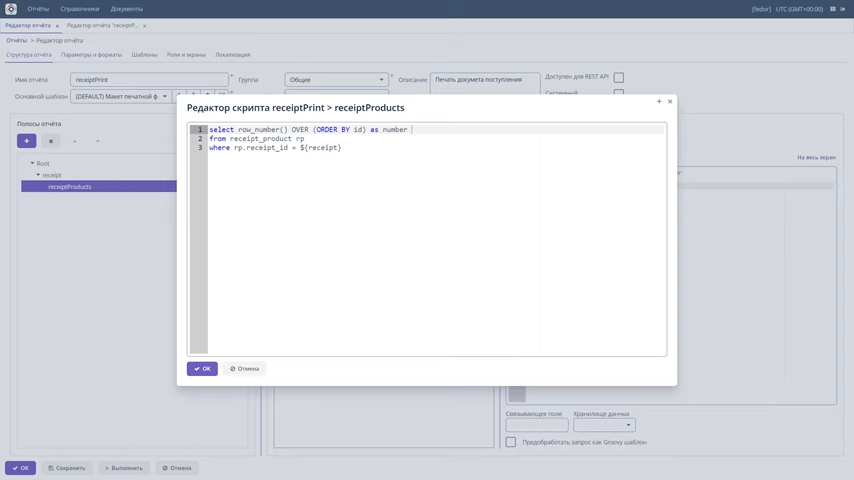 Отчёты Справочники Документы [fedor] UTC (GMT+00:00)
Редактор отчёта × Редактор отчёта "receiptP... ×
Отчёты > Редактор отчёта
Структура отчёта Параметры и форматы Шаблоны Роли и экраны Локализация
Имя отчёта receiptPrint * Группа Общие * Описание Печать докумета поступления Доступен для REST API
Основной шаблон (DEFAULT) Макет печатной ф Системный
Полосы отчёта
Root
receipt
receiptProducts
На весь экран
Редактор скрипта receiptPrint > receiptProducts
1 select row_number() OVER (ORDER BY id) as number
2 from receipt_product rp
3 where rp.receipt_id = ${receipt}
OK Отмена
Связывающее поле Хранилище данных
Предобработать запрос как Groovy шаблон
OK Сохранить Выполнить Отмена